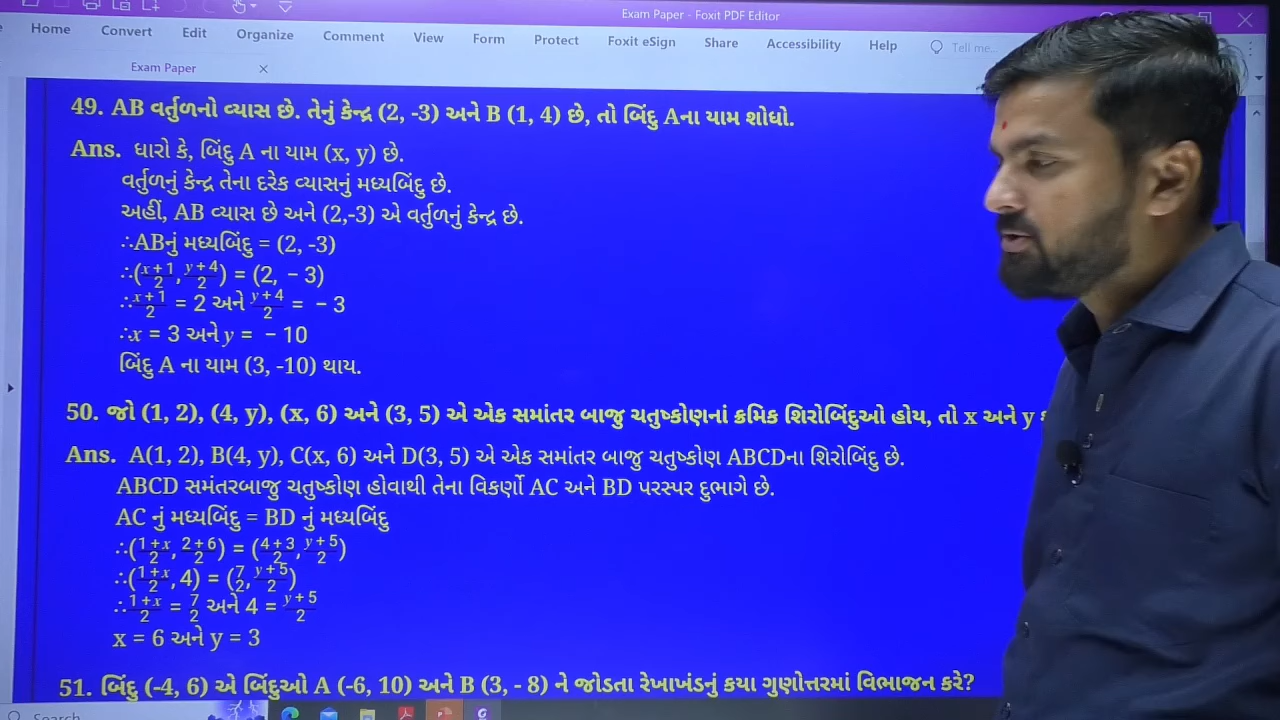 Exam Paper - Foxit PDF Editor
Home Convert Edit Organize Comment View Form Protect Foxit eSign Share Accessibility Help Tell me...
Exam Paper
49. AB વર્તુળનો વ્યાસ છે. તેનું કેન્દ્ર (2, -3) અને B (1, 4) છે, તો બિંદુ Aના યામ શોધો.
Ans. ધારો કે, બિંદુ A ના યામ (x, y) છે.
વર્તુળનું કેન્દ્ર તેના દરેક વ્યાસનું મધ્યબિંદુ છે.
અહીં, AB વ્યાસ છે અને (2,-3) એ વર્તુળનું કેન્દ્ર છે.
∴ABનું મધ્યબિંદુ = (2, -3)
∴(x+1/2, y+4/2) = (2, − 3)
∴x+1/2 = 2 અને y+4/2 = − 3
∴x = 3 અને y = − 10
બિંદુ A ના યામ (3, -10) થાય.
50. જો (1, 2), (4, y), (x, 6) અને (3, 5) એ એક સમાંતર બાજુ ચતુષ્કોણનાં ક્રમિક શિરોબિંદુઓ હોય, તો x અને y
Ans. A(1, 2), B(4, y), C(x, 6) અને D(3, 5) એ એક સમાંતર બાજુ ચતુષ્કોણ ABCDના શિરોબિંદુ છે.
ABCD સમંતરબાજુ ચતુષ્કોણ હોવાથી તેના વિકર્ણો AC અને BD પરસ્પર દુભાગે છે.
AC નું મધ્યબિંદુ = BD નું મધ્યબિંદુ
∴(1+x/2, 2+6/2) = (4+3/2, y+5/2)
∴(1+x/2, 4) = (7/2, y+5/2)
∴1+x/2 = 7/2 અને 4 = y+5/2
x = 6 અને y = 3
51. બિંદુ (-4, 6) એ બિંદુઓ A (-6, 10) અને B (3, - 8) ને જોડતા રેખાખંડનું કયા ગુણોત્તરમાં વિભાજન કરે?
Search